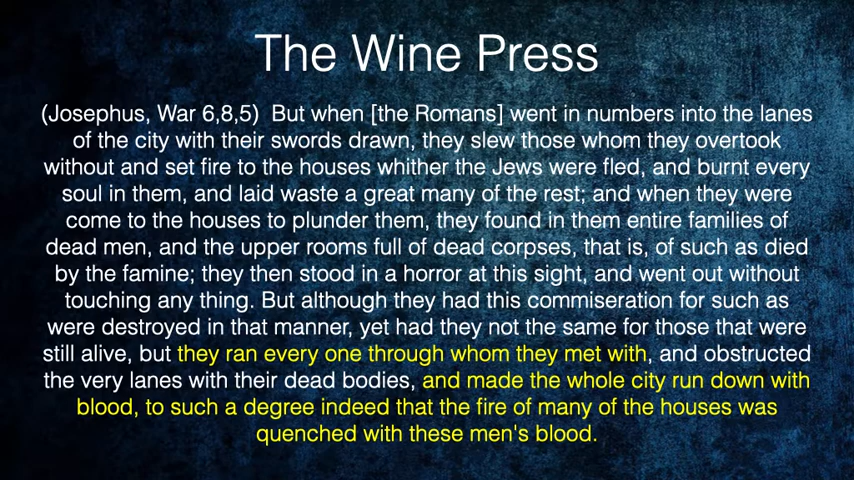 The Wine Press
(Josephus, War 6,8,5)  But when [the Romans] went in numbers into the lanes
of the city with their swords drawn, they slew those whom they overtook
without and set fire to the houses whither the Jews were fled, and burnt every
soul in them, and laid waste a great many of the rest; and when they were
come to the houses to plunder them, they found in them entire families of
dead men, and the upper rooms full of dead corpses, that is, of such as died
by the famine; they then stood in a horror at this sight, and went out without
touching any thing. But although they had this commiseration for such as
were destroyed in that manner, yet had they not the same for those that were
still alive, but they ran every one through whom they met with, and obstructed
the very lanes with their dead bodies, and made the whole city run down with
blood, to such a degree indeed that the fire of many of the houses was
quenched with these men's blood.